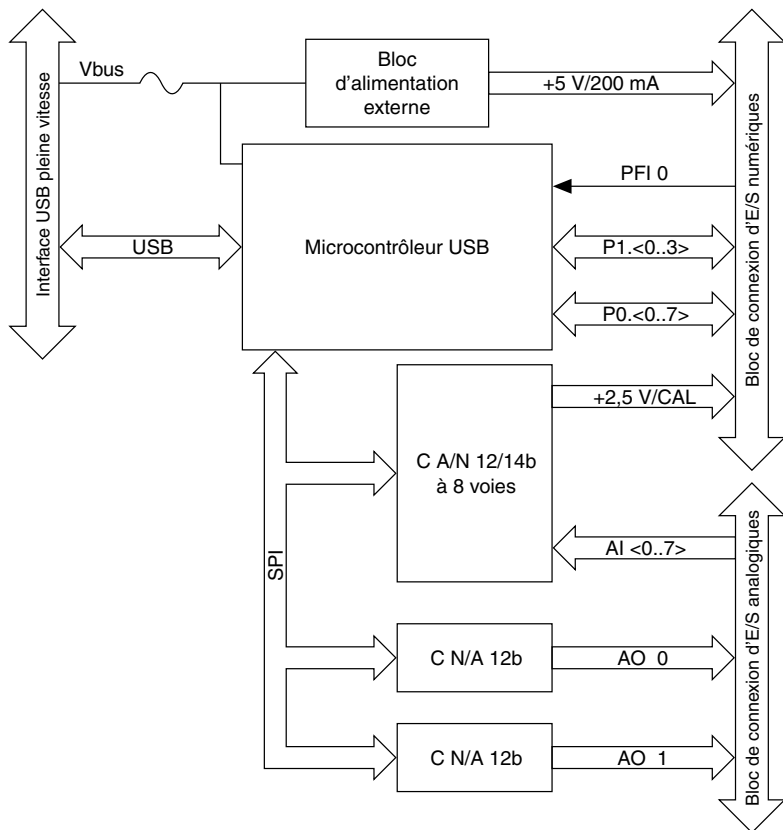 Vbus
Bloc
d'alimentation
externe
+5 V/200 mA
Interface USB pleine vitesse
USB
Microcontrôleur USB
PFI 0
P1.<0..3>
P0.<0..7>
Bloc de connexion d'E/S numériques
+2,5 V/CAL
C A/N 12/14b
à 8 voies
AI <0..7>
SPI
C N/A 12b
AO 0
C N/A 12b
AO 1
Bloc de connexion d'E/S analogiques